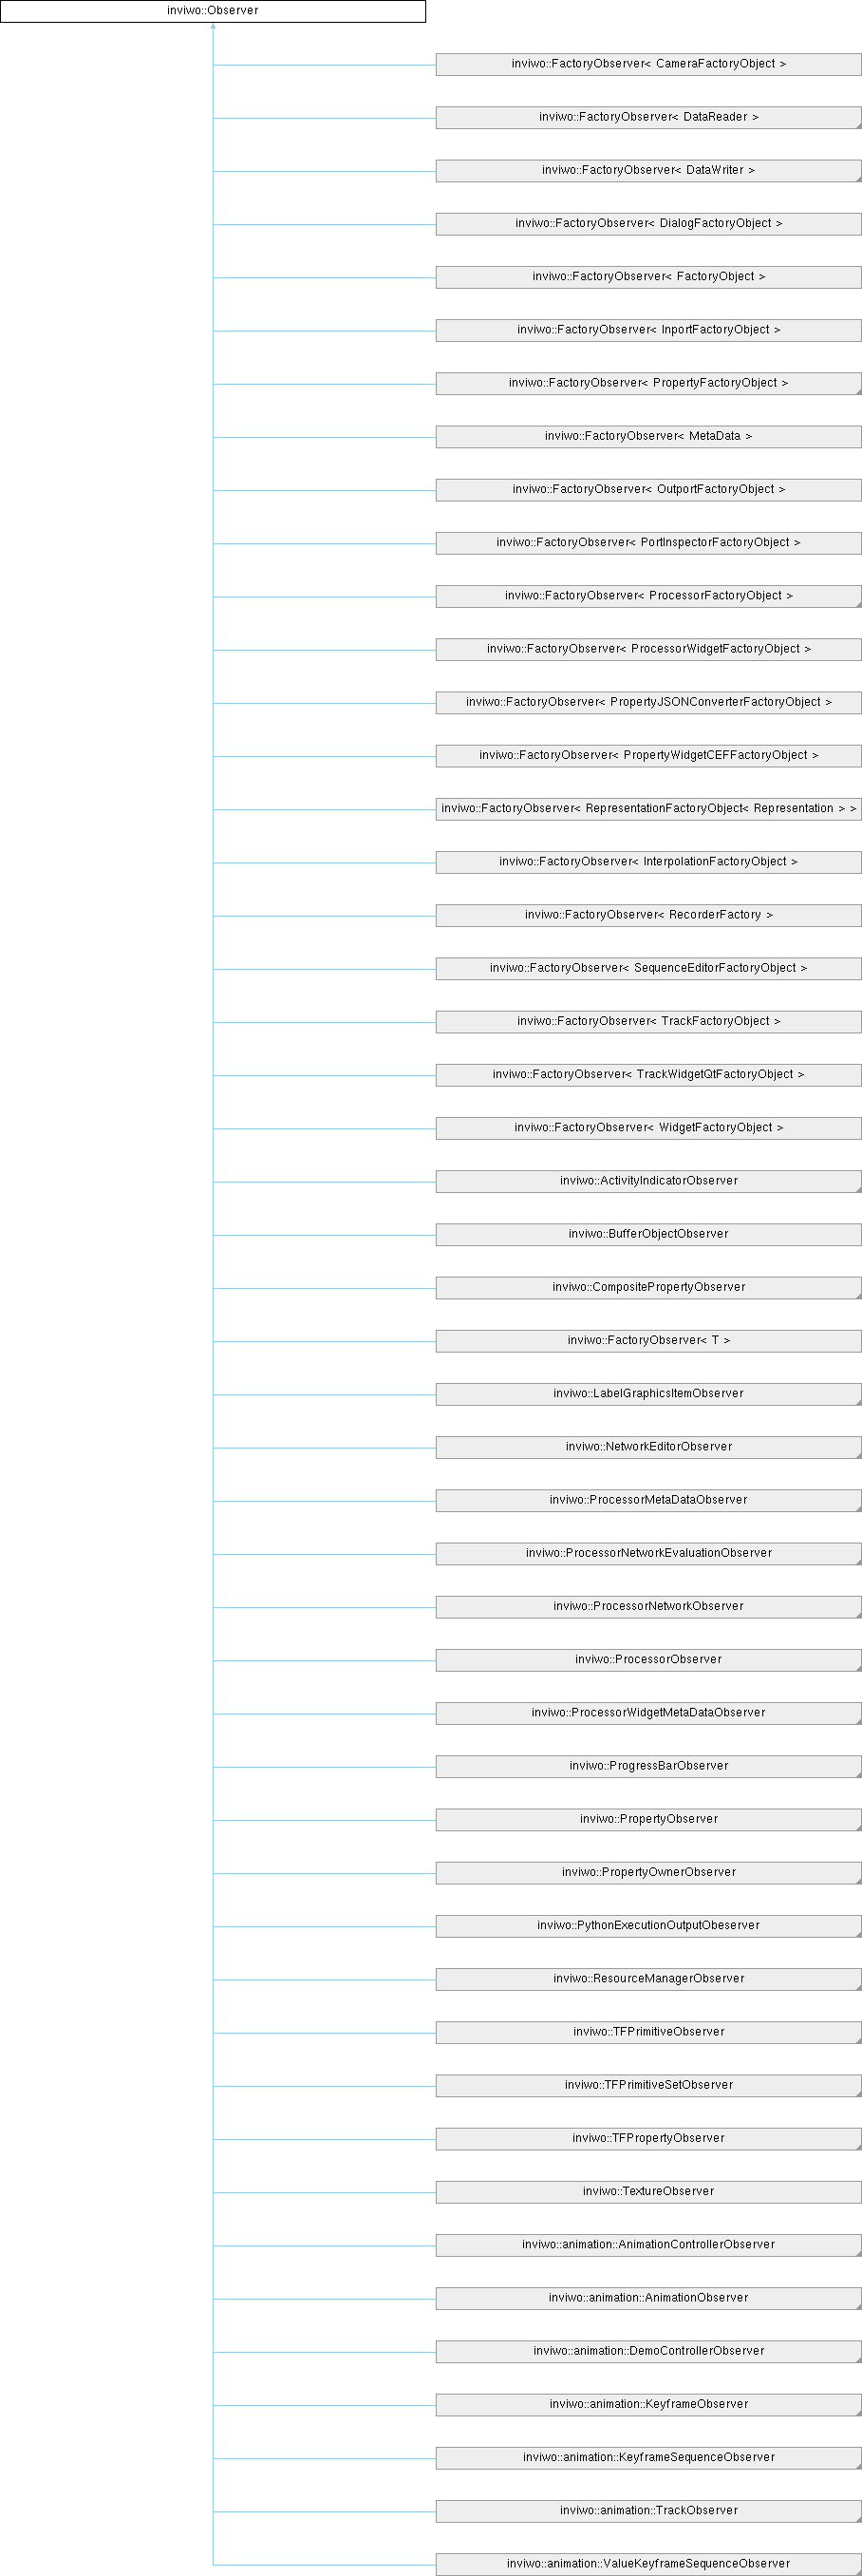 inviwo::Observer
inviwo::FactoryObserver< CameraFactoryObject >
inviwo::FactoryObserver< DataReader >
inviwo::FactoryObserver< DataWriter >
inviwo::FactoryObserver< DialogFactoryObject >
inviwo::FactoryObserver< FactoryObject >
inviwo::FactoryObserver< InportFactoryObject >
inviwo::FactoryObserver< PropertyFactoryObject >
inviwo::FactoryObserver< MetaData >
inviwo::FactoryObserver< OutportFactoryObject >
inviwo::FactoryObserver< PortInspectorFactoryObject >
inviwo::FactoryObserver< ProcessorFactoryObject >
inviwo::FactoryObserver< ProcessorWidgetFactoryObject >
inviwo::FactoryObserver< PropertyJSONConverterFactoryObject >
inviwo::FactoryObserver< PropertyWidgetCEFFactoryObject >
inviwo::FactoryObserver< RepresentationFactoryObject< Representation > >
inviwo::FactoryObserver< InterpolationFactoryObject >
inviwo::FactoryObserver< RecorderFactory >
inviwo::FactoryObserver< SequenceEditorFactoryObject >
inviwo::FactoryObserver< TrackFactoryObject >
inviwo::FactoryObserver< TrackWidgetQtFactoryObject >
inviwo::FactoryObserver< WidgetFactoryObject >
inviwo::ActivityIndicatorObserver
inviwo::BufferObjectObserver
inviwo::CompositePropertyObserver
inviwo::FactoryObserver< T >
inviwo::LabelGraphicsItemObserver
inviwo::NetworkEditorObserver
inviwo::ProcessorMetaDataObserver
inviwo::ProcessorNetworkEvaluationObserver
inviwo::ProcessorNetworkObserver
inviwo::ProcessorObserver
inviwo::ProcessorWidgetMetaDataObserver
inviwo::ProgressBarObserver
inviwo::PropertyObserver
inviwo::PropertyOwnerObserver
inviwo::PythonExecutionOutputObeserver
inviwo::ResourceManagerObserver
inviwo::TFPrimitiveObserver
inviwo::TFPrimitiveSetObserver
inviwo::TFPropertyObserver
inviwo::TextureObserver
inviwo::animation::AnimationControllerObserver
inviwo::animation::AnimationObserver
inviwo::animation::DemoControllerObserver
inviwo::animation::KeyframeObserver
inviwo::animation::KeyframeSequenceObserver
inviwo::animation::TrackObserver
inviwo::animation::ValueKeyframeSequenceObserver